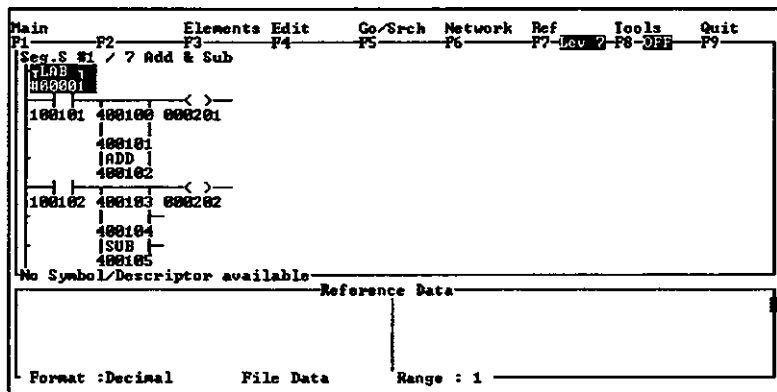 Main Elements Edit Go/Srch Network Ref Tools Quit
F1 F2 F3 F4 F5 F6 F7 Lev 7 F8 OFF F9
Seg.S #1 / 7 Add & Sub
LAB
#60001
100101 400100 000201
400101
ADD
400102
( )
100102 400103 000202
400104
SUB
400105
No Symbol/Descriptor available
Reference Data
Format :Decimal File Data Range : 1